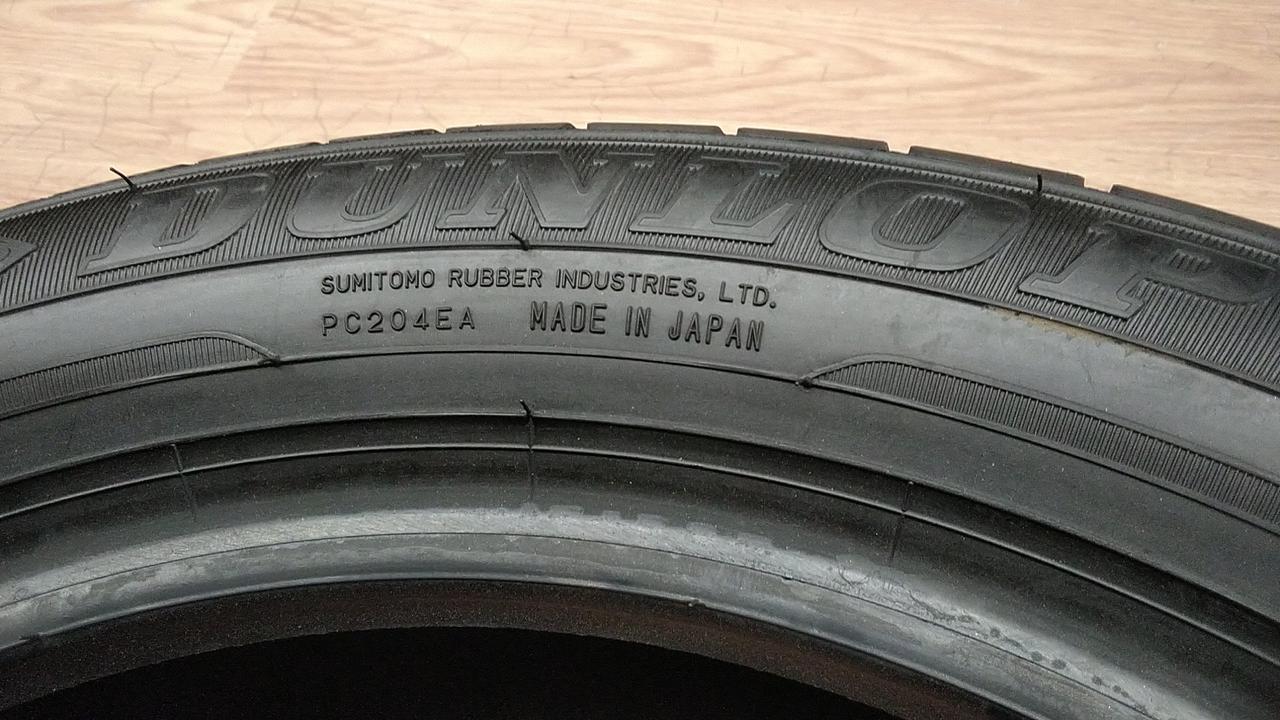 DUNLOP
SUMITOMO RUBBER INDUSTRIES, LTD.
PC204EA MADE IN JAPAN